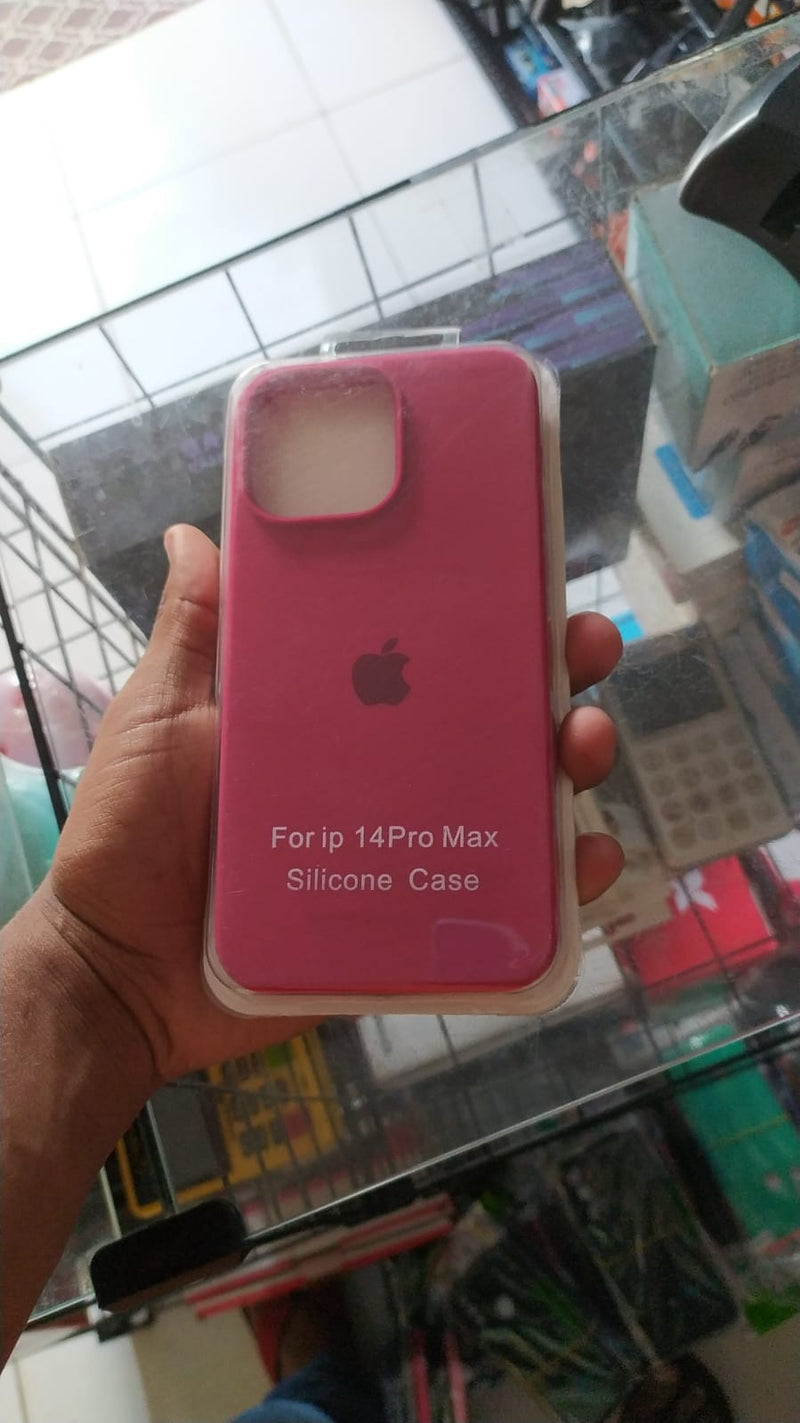 For ip 14Pro Max
Silicone Case